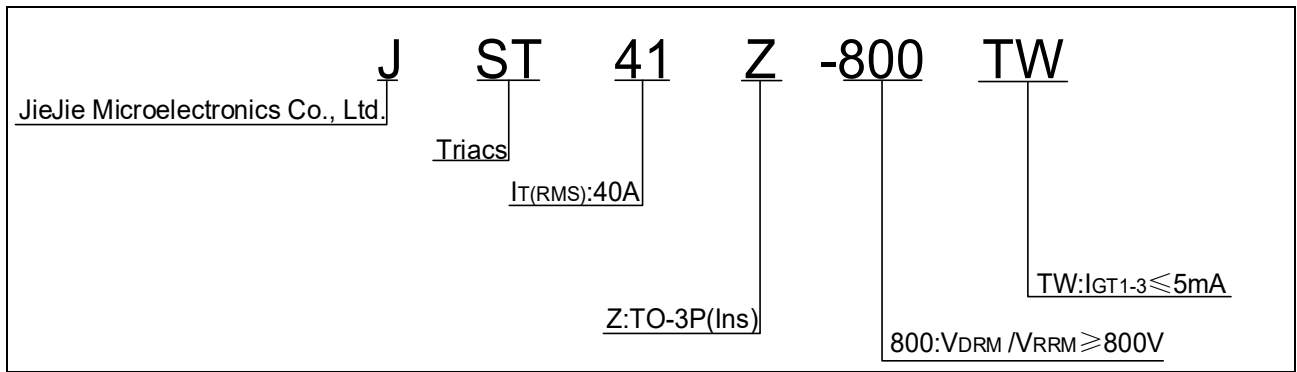 J ST 41 Z -800 TW
JieJie Microelectronics Co., Ltd.
Triacs
IT(RMS):40A
TW:IGT1-3≤5mA
Z:TO-3P(Ins)
800:VDRM /VRRM≥800V